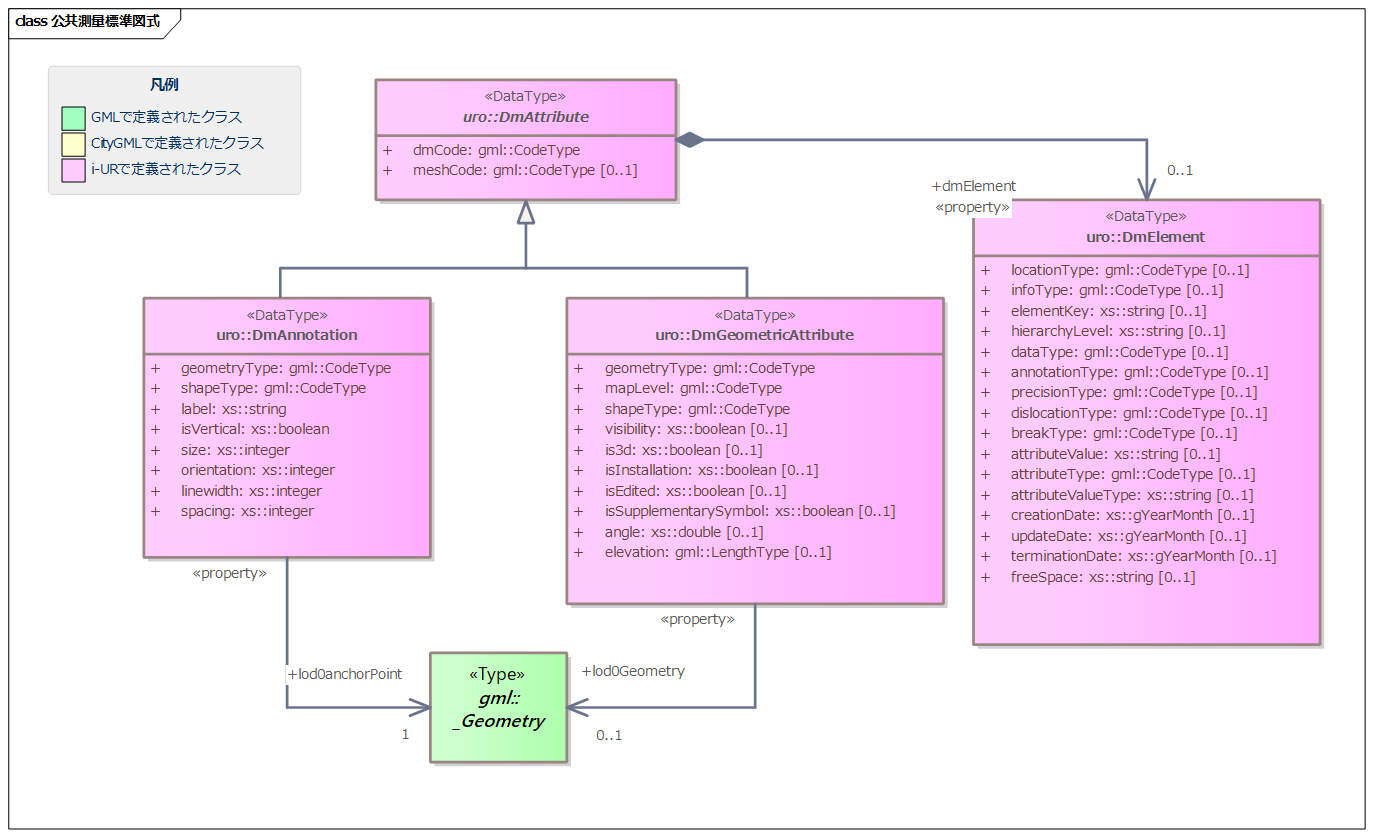 class 公共測量標準図式
凡例
GMLで定義されたクラス
CityGMLで定義されたクラス
i-URで定義されたクラス
«DataType»
uro::DmAttribute
+ dmCode: gml::CodeType
+ meshCode: gml::CodeType [0..1]
0..1
+dmElement
«property»
«DataType»
uro::DmElement
+ locationType: gml::CodeType [0..1]
+ infoType: gml::CodeType [0..1]
+ elementKey: xs::string [0..1]
+ hierarchyLevel: xs::string [0..1]
+ dataType: gml::CodeType [0..1]
+ annotationType: gml::CodeType [0..1]
+ precisionType: gml::CodeType [0..1]
+ dislocationType: gml::CodeType [0..1]
+ breakType: gml::CodeType [0..1]
+ attributeValue: xs::string [0..1]
+ attributeType: gml::CodeType [0..1]
+ attributeValueType: xs::string [0..1]
+ creationDate: xs::gYearMonth [0..1]
+ updateDate: xs::gYearMonth [0..1]
+ terminationDate: xs::gYearMonth [0..1]
+ freeSpace: xs::string [0..1]
«DataType»
uro::DmAnnotation
+ geometryType: gml::CodeType
+ shapeType: gml::CodeType
+ label: xs::string
+ isVertical: xs::boolean
+ size: xs::integer
+ orientation: xs::integer
+ linewidth: xs::integer
+ spacing: xs::integer
«DataType»
uro::DmGeometricAttribute
+ geometryType: gml::CodeType
+ mapLevel: gml::CodeType
+ shapeType: gml::CodeType
+ visibility: xs::boolean [0..1]
+ is3d: xs::boolean [0..1]
+ isInstallation: xs::boolean [0..1]
+ isEdited: xs::boolean [0..1]
+ isSupplementarySymbol: xs::boolean [0..1]
+ angle: xs::double [0..1]
+ elevation: gml::LengthType [0..1]
«property»
+lod0anchorPoint
1
«property»
+lod0Geometry
0..1
«Type»
gml::
_Geometry